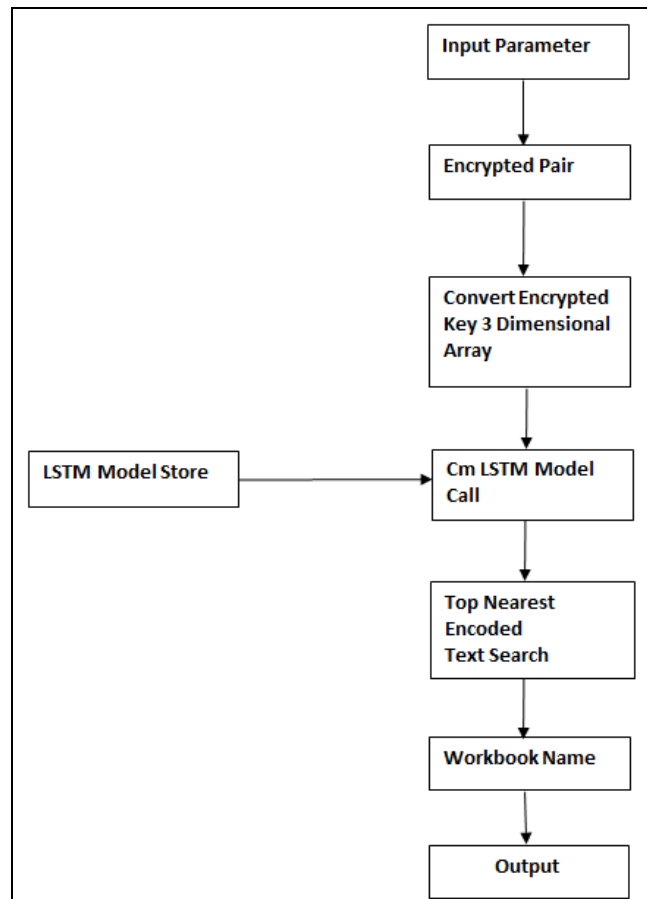 Input Parameter
Encrypted Pair
Convert Encrypted
Key 3 Dimensional
Array
LSTM Model Store
Cm LSTM Model
Call
Top Nearest
Encoded
Text Search
Workbook Name
Output